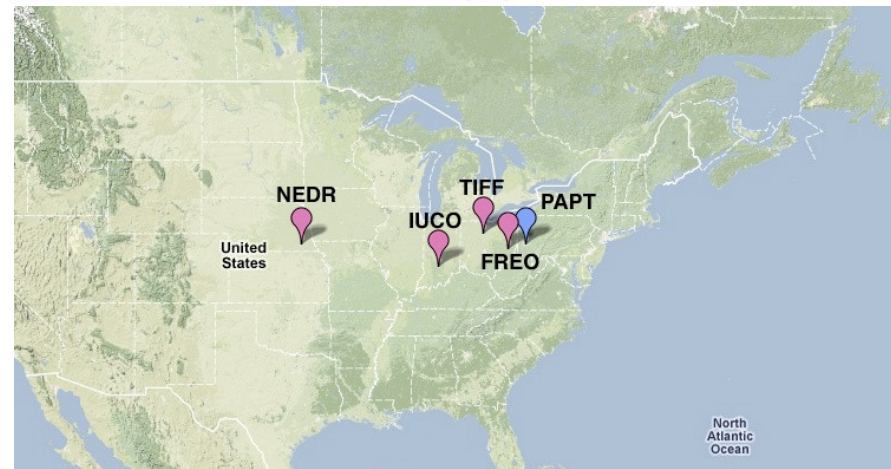 NEDR
TIFF
PAPT
IUCO
United
States
FREO
North
Atlantic
Ocean